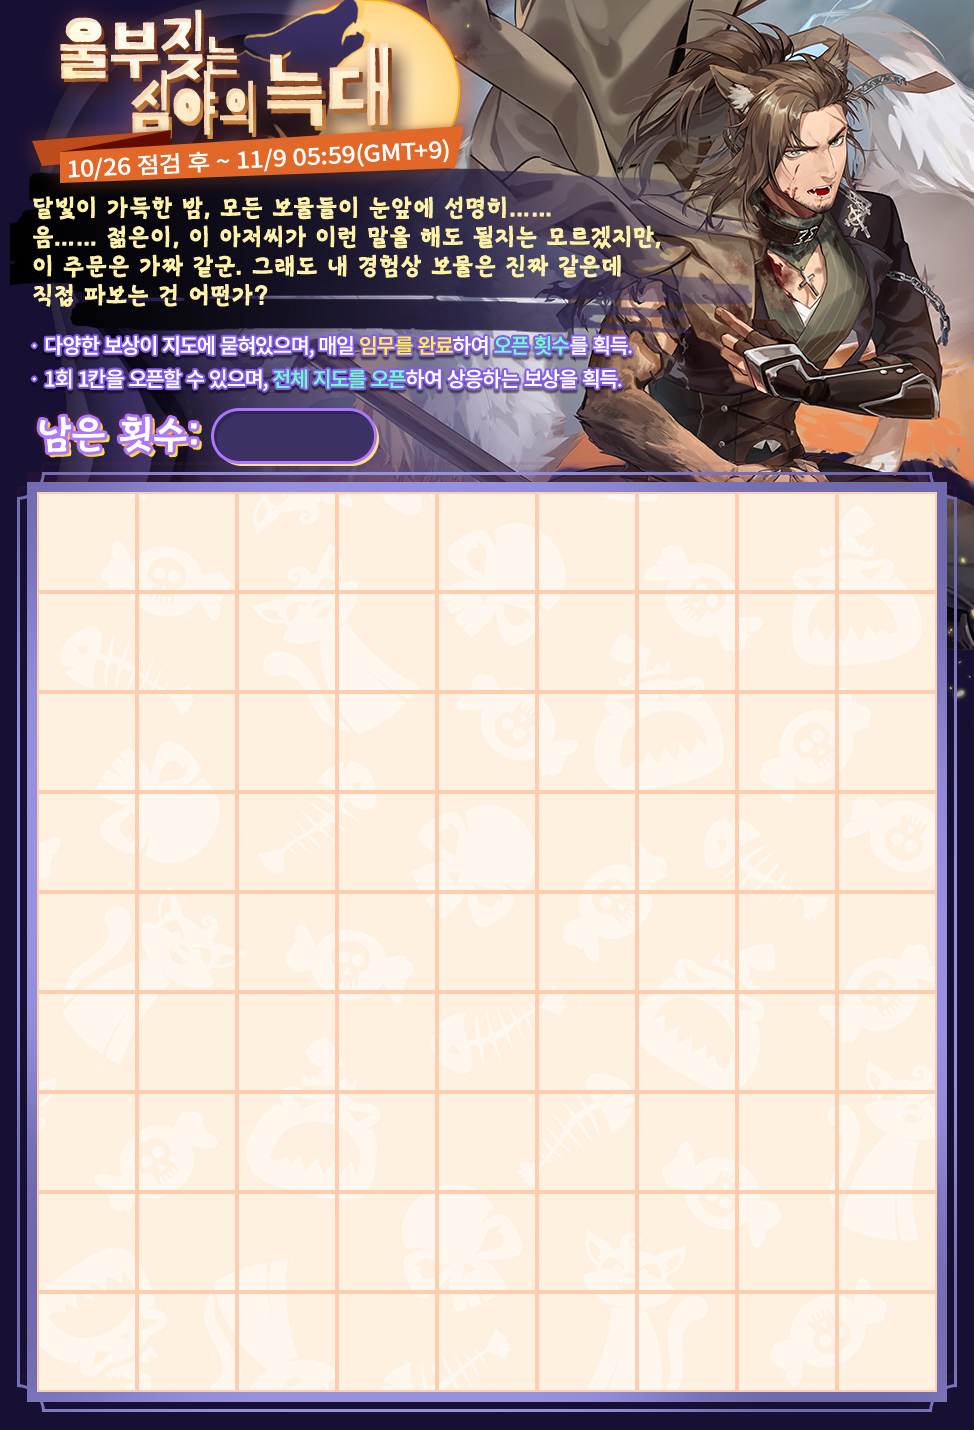 울부짖는
심야의 늑대
10/26 점검 후 ~ 11/9 05:59(GMT+9)
달빛이 가득한 밤, 모든 보물들이 눈앞에 선명히……
음…… 젊은이, 이 아저씨가 이런 말을 해도 될지는 모르겠지만,
이 주문은 가짜 같군. 그래도 내 경험상 보물은 진짜 같은데
직접 파보는 건 어떤가?
· 다양한 보상이 지도에 묻혀있으며, 매일 임무를 완료하여 오픈 횟수를 획득.
· 1회 1칸을 오픈할 수 있으며, 전체 지도를 오픈하여 상응하는 보상을 획득.
남은 횟수: